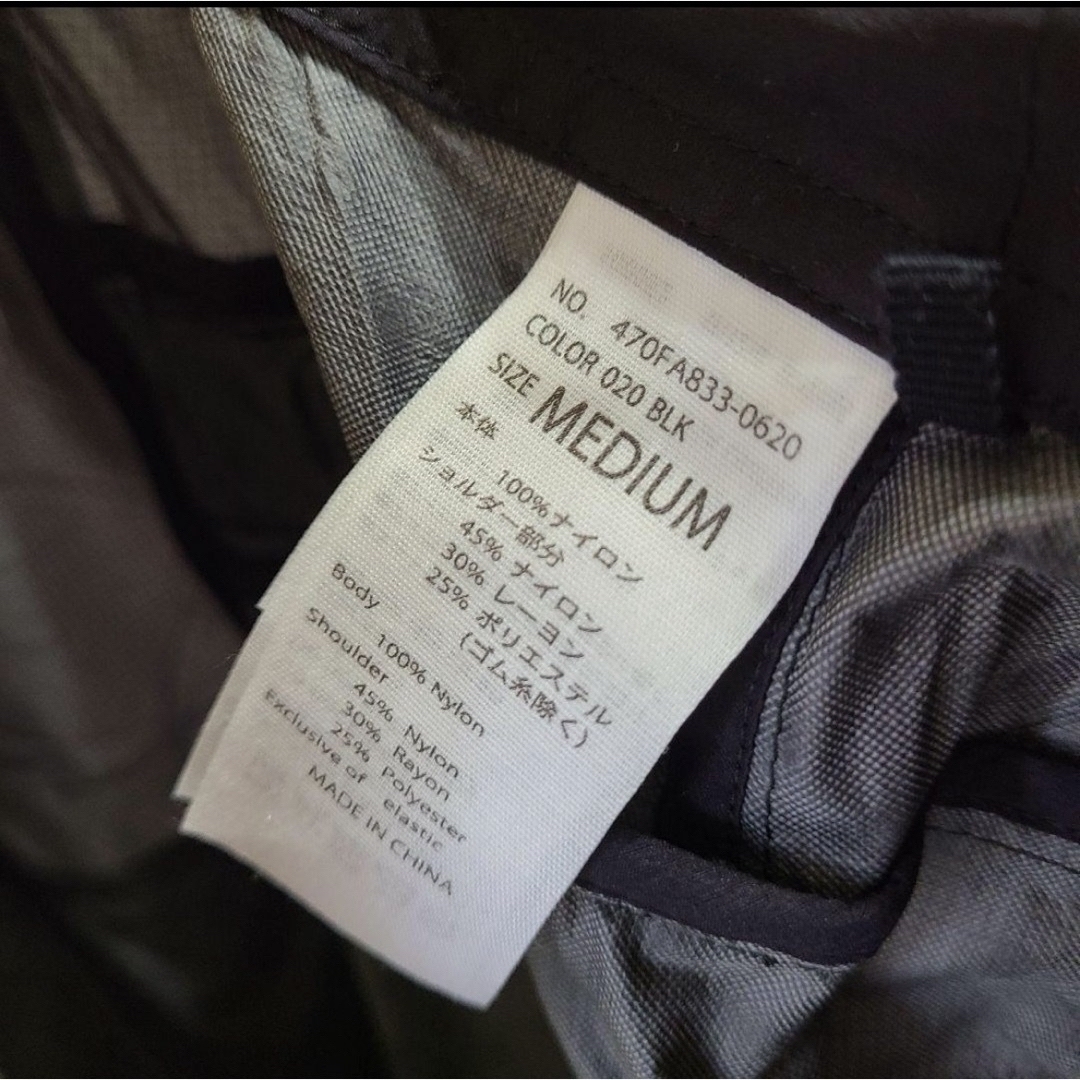 NO. 470FA833-0620
COLOR 020 BLK
SIZE MEDIUM
本体
100%ナイロン
ショルダー部分
45% ナイロン
30% レーヨン
25% ポリエステル
(ゴム糸除く)
Body
100% Nylon
Shoulder
45% Nylon
30% Rayon
25% Polyester
Exclusive of elastic
MADE IN CHINA